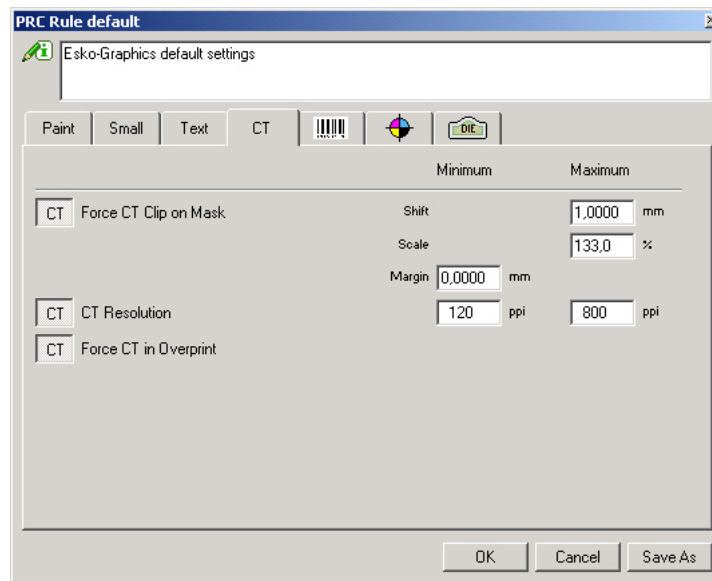 PRC Rule default
Esko-Graphics default settings
Paint Small Text CT DIE
Minimum Maximum
CT Force CT Clip on Mask Shift 1,0000 mm
Scale 133,0 %
Margin 0,0000 mm
CT CT Resolution 120 ppi 800 ppi
CT Force CT in Overprint
OK Cancel Save As